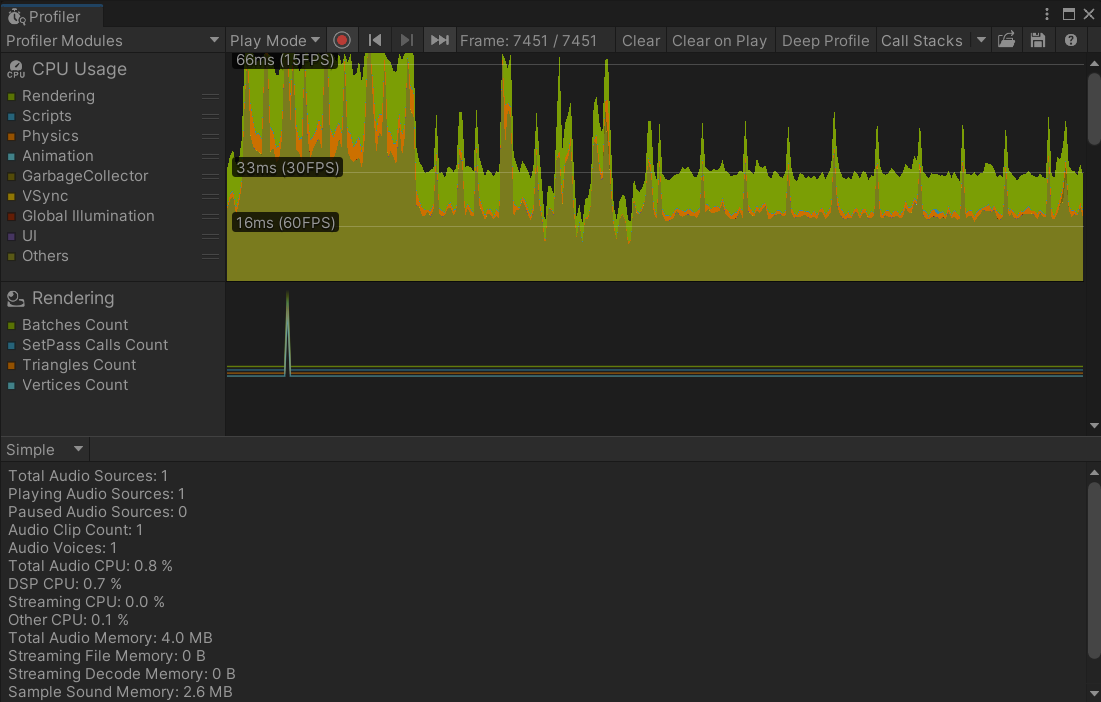 Profiler
Profiler Modules Play Mode Frame: 7451 / 7451 Clear Clear on Play Deep Profile Call Stacks
CPU Usage
CPU
Rendering
Scripts
Physics
Animation
GarbageCollector
VSync
Global Illumination
UI
Others
66ms (15FPS)
33ms (30FPS)
16ms (60FPS)
Rendering
Batches Count
SetPass Calls Count
Triangles Count
Vertices Count
Simple
Total Audio Sources: 1
Playing Audio Sources: 1
Paused Audio Sources: 0
Audio Clip Count: 1
Audio Voices: 1
Total Audio CPU: 0.8 %
DSP CPU: 0.7 %
Streaming CPU: 0.0 %
Other CPU: 0.1 %
Total Audio Memory: 4.0 MB
Streaming File Memory: 0 B
Streaming Decode Memory: 0 B
Sample Sound Memory: 2.6 MB